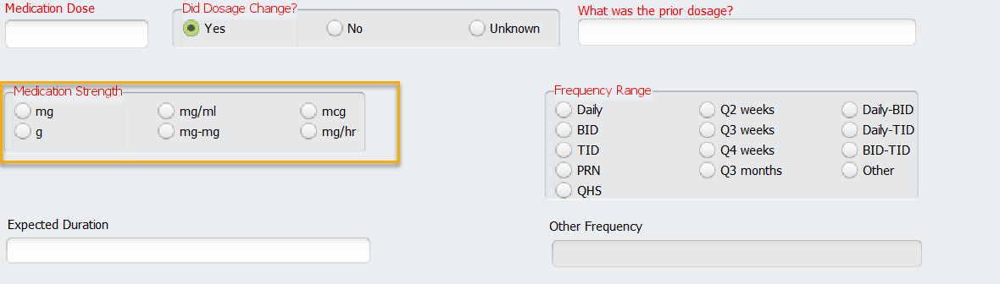 Medication Dose
Did Dosage Change?
What was the prior dosage?
Yes No Unknown
Medication Strength
mg mg/ml mcg
g mg-mg mg/hr
Frequency Range
Daily Q2 weeks Daily-BID
BID Q3 weeks Daily-TID
TID Q4 weeks BID-TID
PRN Q3 months Other
QHS
Expected Duration
Other Frequency